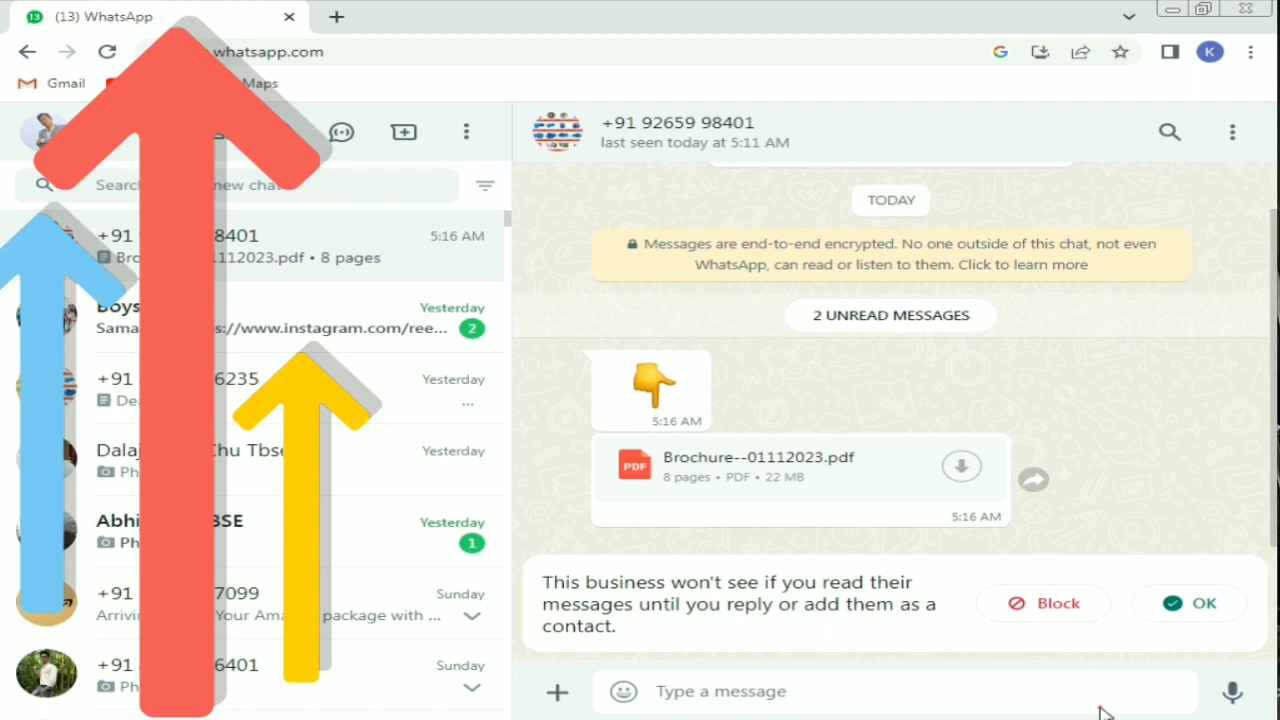 (13) WhatsApp
whatsapp.com
K
Gmail
Maps
+91 92659 98401
last seen today at 5:11 AM
Search new chat
TODAY
+91 8401
5:16 AM
.pdf • 8 pages
Messages are end-to-end encrypted. No one outside of this chat, not even
WhatsApp, can read or listen to them. Click to learn more
Boys
Yesterday
Sama s://www.instagram.com/ree...
2
2 UNREAD MESSAGES
+91 6235
Yesterday
De
...
5:16 AM
Chu Tbse
Yesterday
Ph
PDF
Brochure--01112023.pdf
8 pages • PDF • 22 MB
5:16 AM
Abhi BSE
Yesterday
Ph
1
+91 7099
Sunday
Your Ama package with ...
This business won't see if you read their
messages until you reply or add them as a
contact.
Block
OK
+91 6401
Sunday
Ph
Type a message